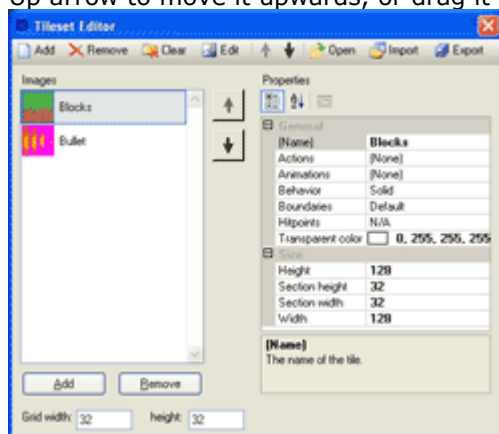 Up arrow to move it upwards, or drag it
Tileset Editor
Add Remove Clear Edit Open Import Export
Images Properties
Blocks
Bullet
General
(Name) Blocks
Actions (None)
Animations (None)
Behavior Solid
Boundaries Default
Hitpoints N/A
Transparent color 0, 255, 255, 255
Size
Height 128
Section height 32
Section width 32
Width 128
(Name)
The name of the tile.
Add Remove
Grid width: 32 height: 32